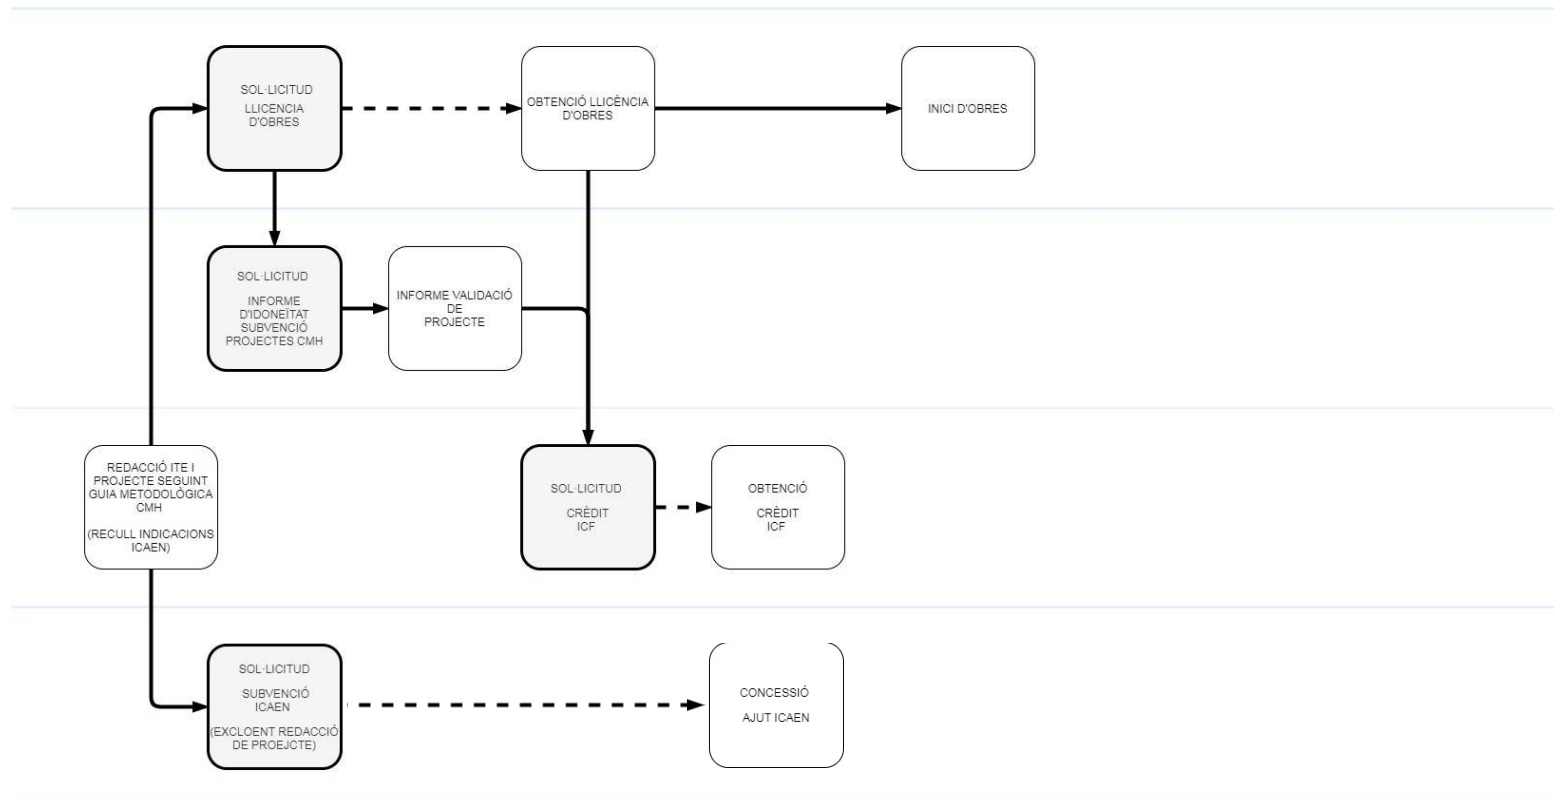 SOL·LICITUD
LLICENCIA
D'OBRES
OBTENCIÓ LLICÈNCIA
D'OBRES
INICI D'OBRES
SOL·LICITUD
INFORME
D'IDONEÏTAT
SUBVENCIÓ
PROJECTES CMH
INFORME VALIDACIÓ
DE
PROJECTE
REDACCIÓ ITE I
PROJECTE SEGUINT
GUIA METODOLÒGICA
CMH
(RECULL INDICACIONS
ICAEN)
SOL·LICITUD
CRÈDIT
ICF
OBTENCIÓ
CRÈDIT
ICF
SOL·LICITUD
SUBVENCIÓ
ICAEN
(EXCLOENT REDACCIÓ
DE PROEJCTE)
CONCESSIÓ
AJUT ICAEN